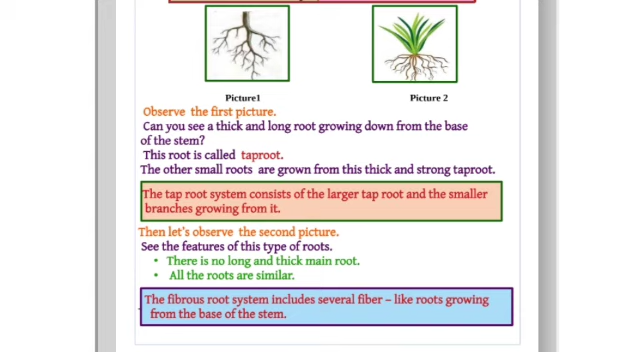 Picture1
Picture 2
Observe the first picture.
Can you see a thick and long root growing down from the base
of the stem?
This root is called taproot.
The other small roots are grown from this thick and strong taproot.
The tap root system consists of the larger tap root and the smaller
branches growing from it.
Then let's observe the second picture.
See the features of this type of roots.
• There is no long and thick main root.
• All the roots are similar.
The fibrous root system includes several fiber – like roots growing
from the base of the stem.